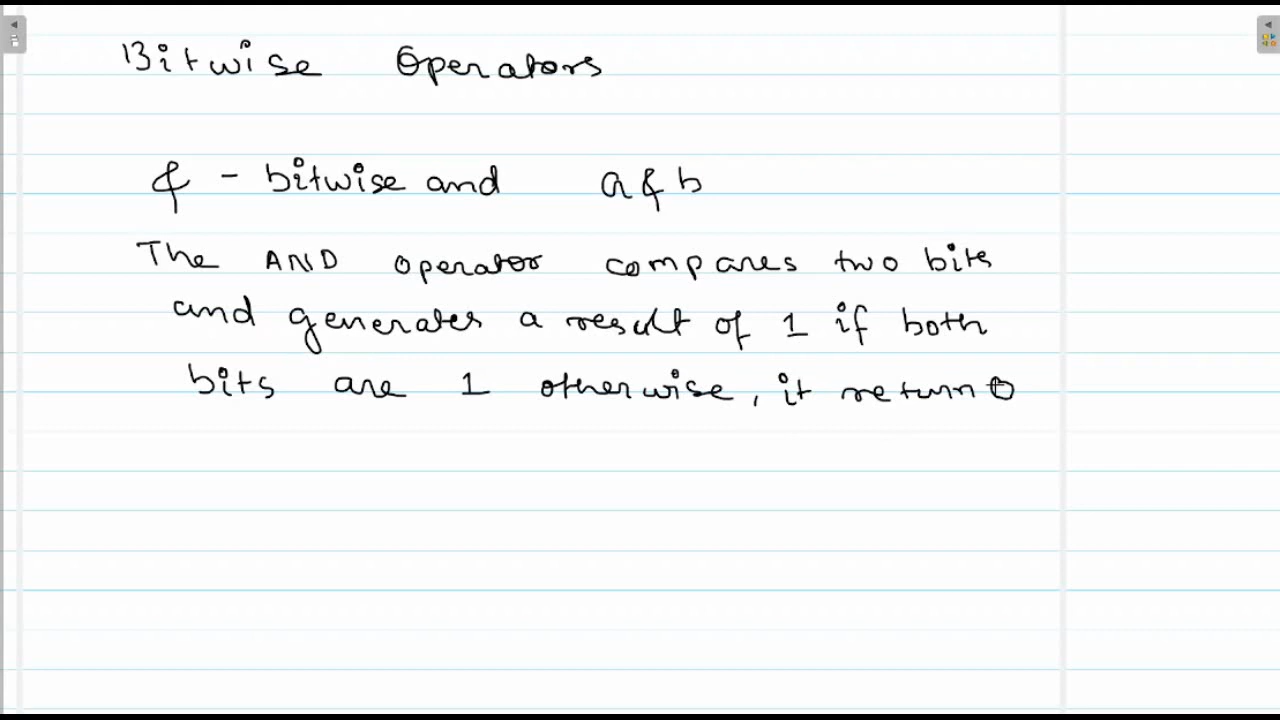 Bitwise Operators
& - bitwise and a & b
The AND operator compares two bits
and generates a result of 1 if both
bits are 1 otherwise, it return 0